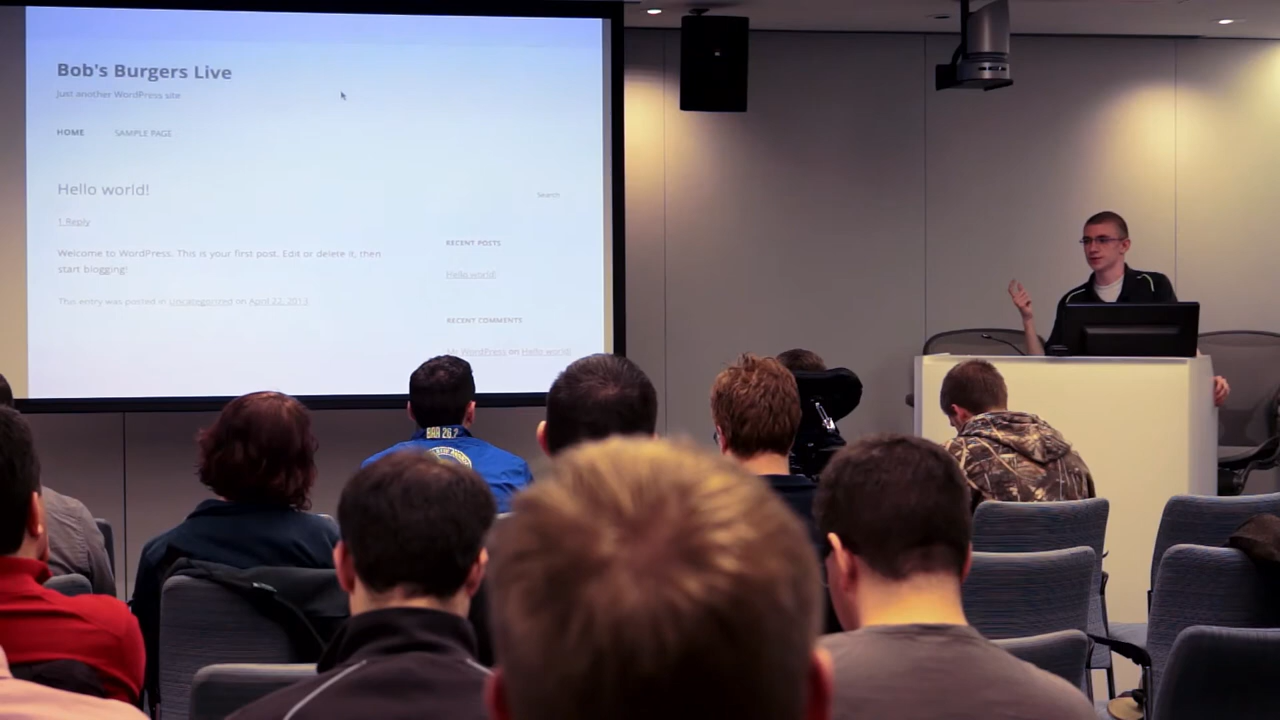 Bob's Burgers Live
Just another WordPress site
HOME SAMPLE PAGE
Hello world!
Search
1 Reply
RECENT POSTS
Welcome to WordPress. This is your first post. Edit or delete it, then
start blogging!
Hello world!
This entry was posted in Uncategorized on April 22, 2013.
RECENT COMMENTS
Mr WordPress on Hello world!